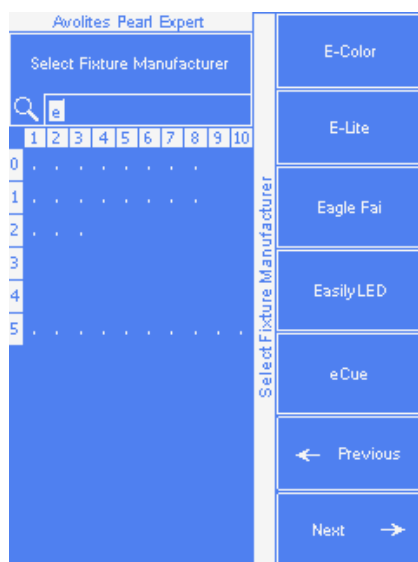 Avolites Pearl Expert
Select Fixture Manufacturer
e
1 2 3 4 5 6 7 8 9 10
0
1
2
3
4
5
Select Fixture Manufacturer
E-Color
E-Lite
Eagle Fai
EasilyLED
eCue
Previous
Next